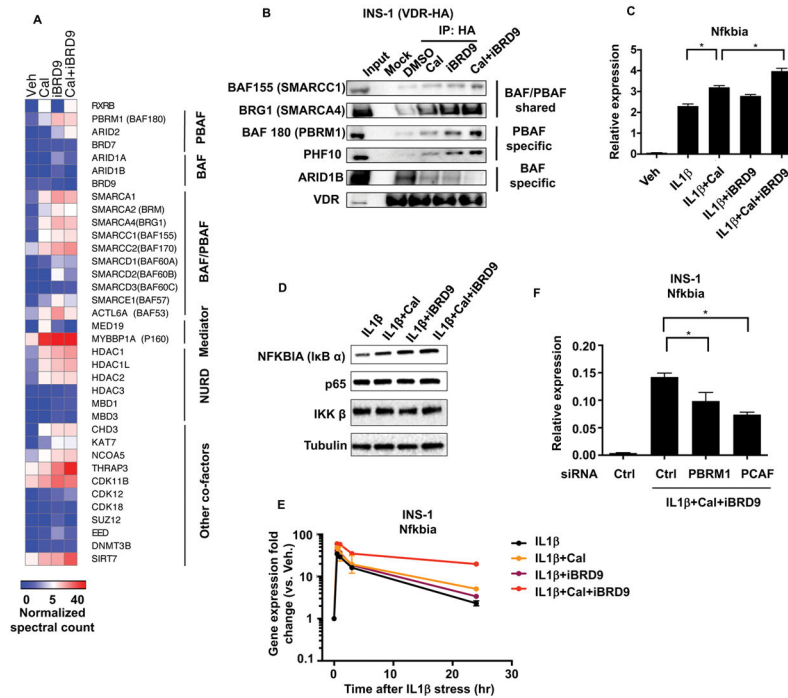 A
Veh
Cal
iBRD9
Cal+iBRD9
RXRB
PBRM1 (BAF180)
ARID2
BRD7
ARID1A
ARID1B
BRD9
SMARCA1
SMARCA2 (BRM)
SMARCA4(BRG1)
SMARCC1(BAF155)
SMARCC2(BAF170)
SMARCD1(BAF60A)
SMARCD2(BAF60B)
SMARCD3(BAF60C)
SMARCE1(BAF57)
ACTL6A (BAF53)
MED19
MYBBP1A (P160)
HDAC1
HDAC1L
HDAC2
HDAC3
MBD1
MBD3
CHD3
KAT7
NCOA5
THRAP3
CDK11B
CDK12
CDK18
SUZ12
EED
DNMT3B
SIRT7
PBAF
BAF
BAF/PBAF
Mediator
NURD
Other co-factors
0 5 40
Normalized
spectral count
B
INS-1 (VDR-HA)
IP: HA
Input
Mock
DMSO
Cal
iBRD9
Cal+iBRD9
BAF155 (SMARCC1)
BRG1 (SMARCA4)
BAF 180 (PBRM1)
PHF10
ARID1B
VDR
BAF/PBAF
shared
PBAF
specific
BAF
specific
C
Nfkbia
Relative expression
5
4
3
2
1
0
* *
Veh
IL1β
IL1β+Cal
IL1β+iBRD9
IL1β+Cal+iBRD9
D
IL1β
IL1β+Cal
IL1β+iBRD9
IL1β+Cal+iBRD9
NFKBIA (IκB α)
p65
IKK β
Tubulin
E
INS-1
Nfkbia
Gene expression fold
change (vs. Veh.)
100
10
1
0.1
0 10 20 30
Time after IL1β stress (hr)
IL1β
IL1β+Cal
IL1β+iBRD9
IL1β+Cal+iBRD9
F
INS-1
Nfkbia
Relative expression
0.20
0.15
0.10
0.05
0.00
*
*
siRNA Ctrl Ctrl PBRM1 PCAF
IL1β+Cal+iBRD9